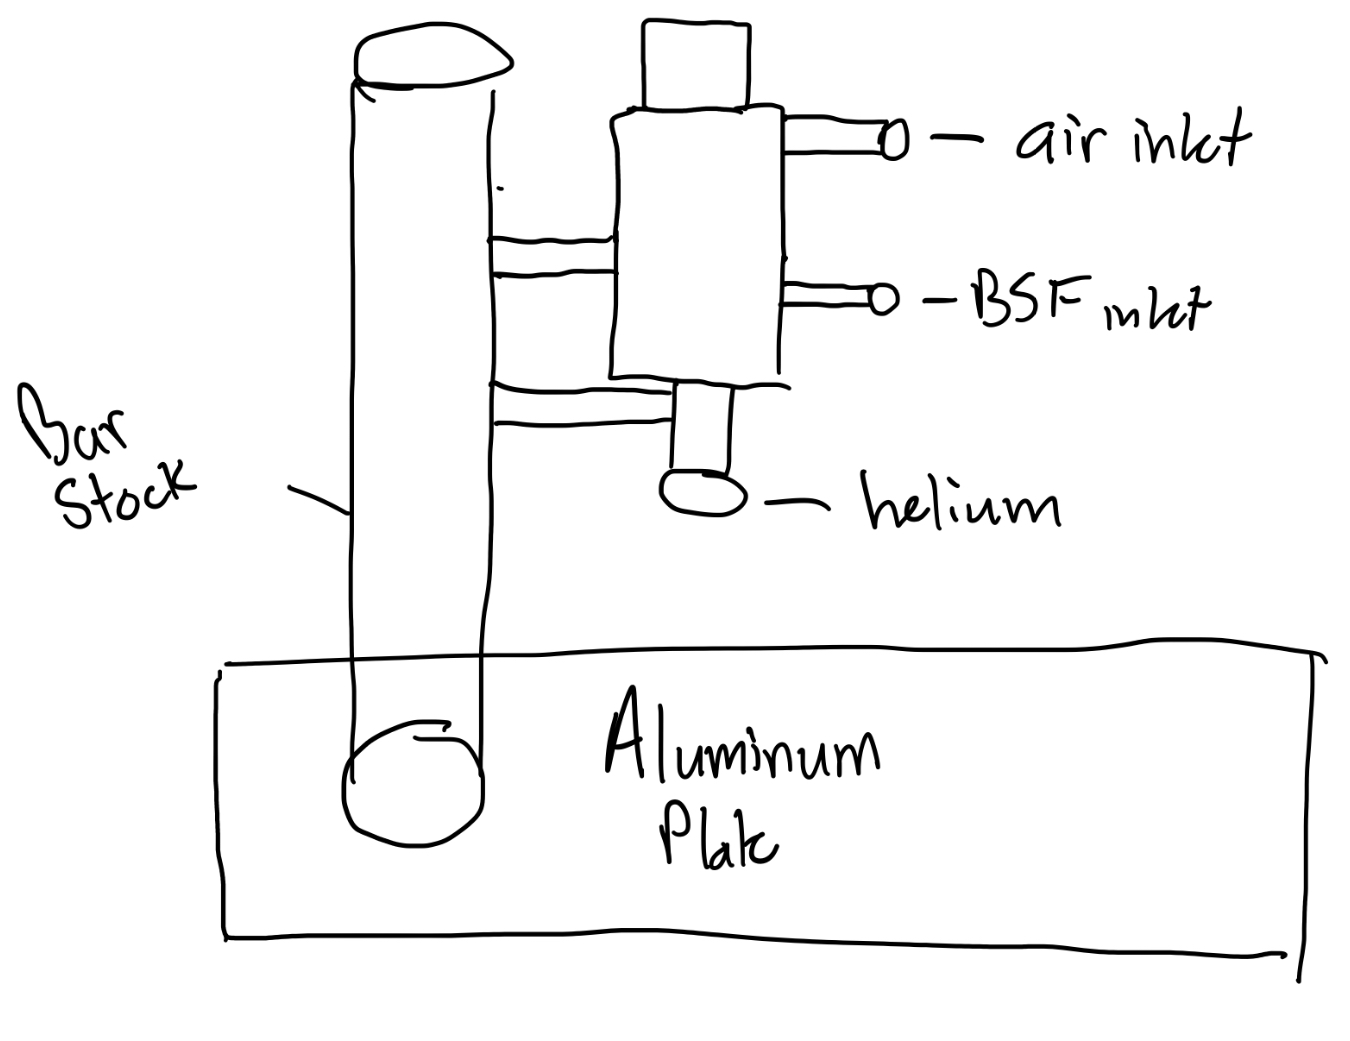 air inlet
BSF inlet
Bar
Stock
helium
Aluminum
Plate